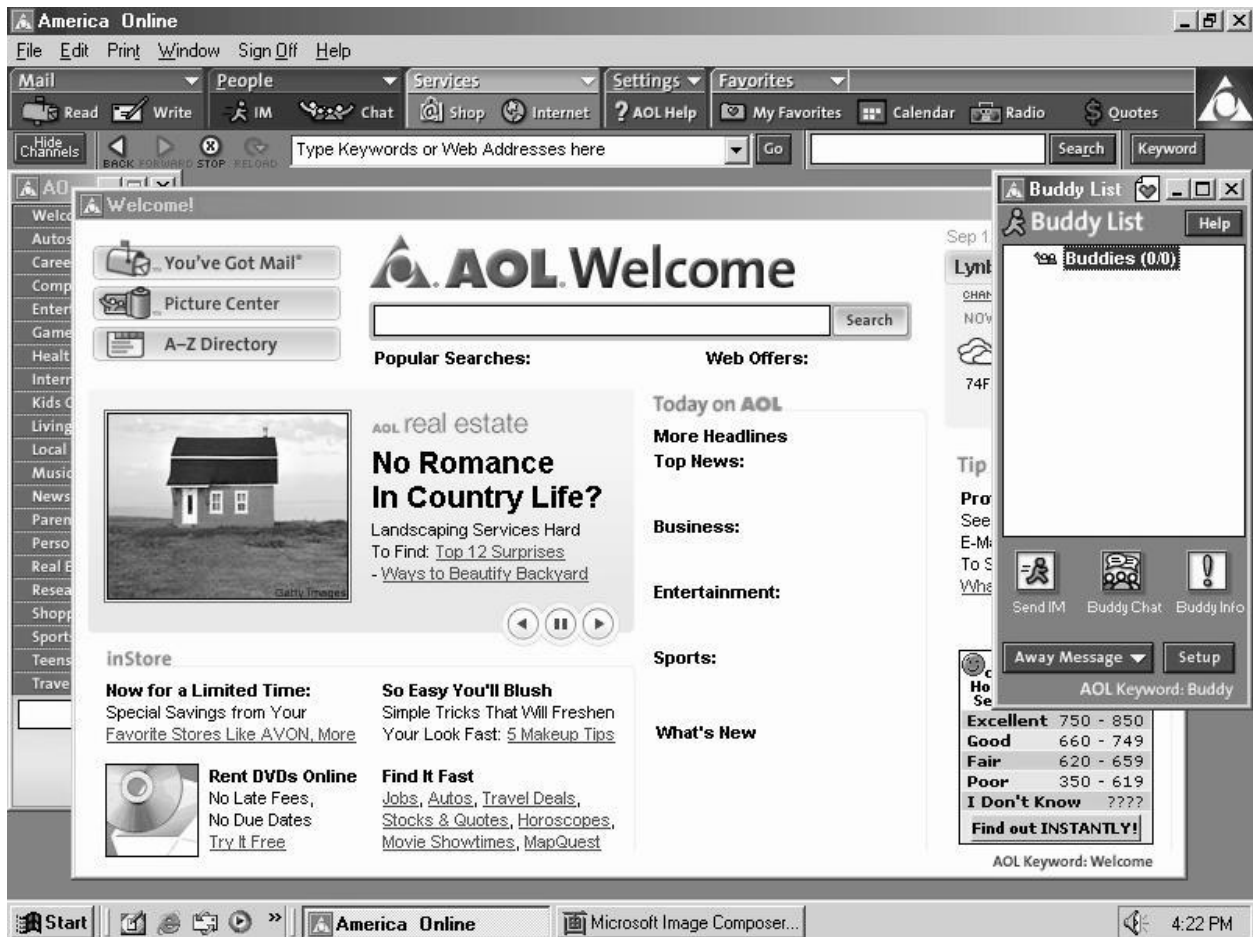 America Online
File Edit Print Window Sign Off Help
Mail People Services Settings Favorites
Read Write IM Chat Shop Internet ? AOL Help My Favorites Calendar Radio Quotes
Hide Channels BACK FORWARD STOP RELOAD Type Keywords or Web Addresses here Go Search Keyword
Welcome!
You've Got Mail®
Picture Center
A–Z Directory
AOL Welcome
Search
Popular Searches: Web Offers:
AOL real estate
No Romance
In Country Life?
Landscaping Services Hard
To Find: Top 12 Surprises
- Ways to Beautify Backyard
Getty Images
Today on AOL
More Headlines
Top News:
Business:
Entertainment:
Sports:
What's New
inStore
Now for a Limited Time:
Special Savings from Your
Favorite Stores Like AVON, More
So Easy You'll Blush
Simple Tricks That Will Freshen
Your Look Fast: 5 Makeup Tips
Rent DVDs Online
No Late Fees,
No Due Dates
Try It Free
Find It Fast
Jobs, Autos, Travel Deals,
Stocks & Quotes, Horoscopes,
Movie Showtimes, MapQuest
Sep 1
74F
Tip
See
To S
Buddy List
Buddy List Help
Buddies (0/0)
Send IM Buddy Chat Buddy Info
Away Message Setup
AOL Keyword: Buddy
Excellent 750 - 850
Good 660 - 749
Fair 620 - 659
Poor 350 - 619
I Don't Know ????
Find out INSTANTLY!
AOL Keyword: Welcome
Start » America Online Microsoft Image Composer... 4:22 PM